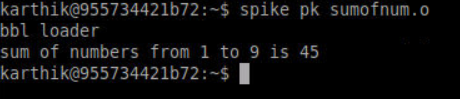 karthik@955734421b72:~$ spike pk sumofnum.o
bbl loader
sum of numbers from 1 to 9 is 45
karthik@955734421b72:~$